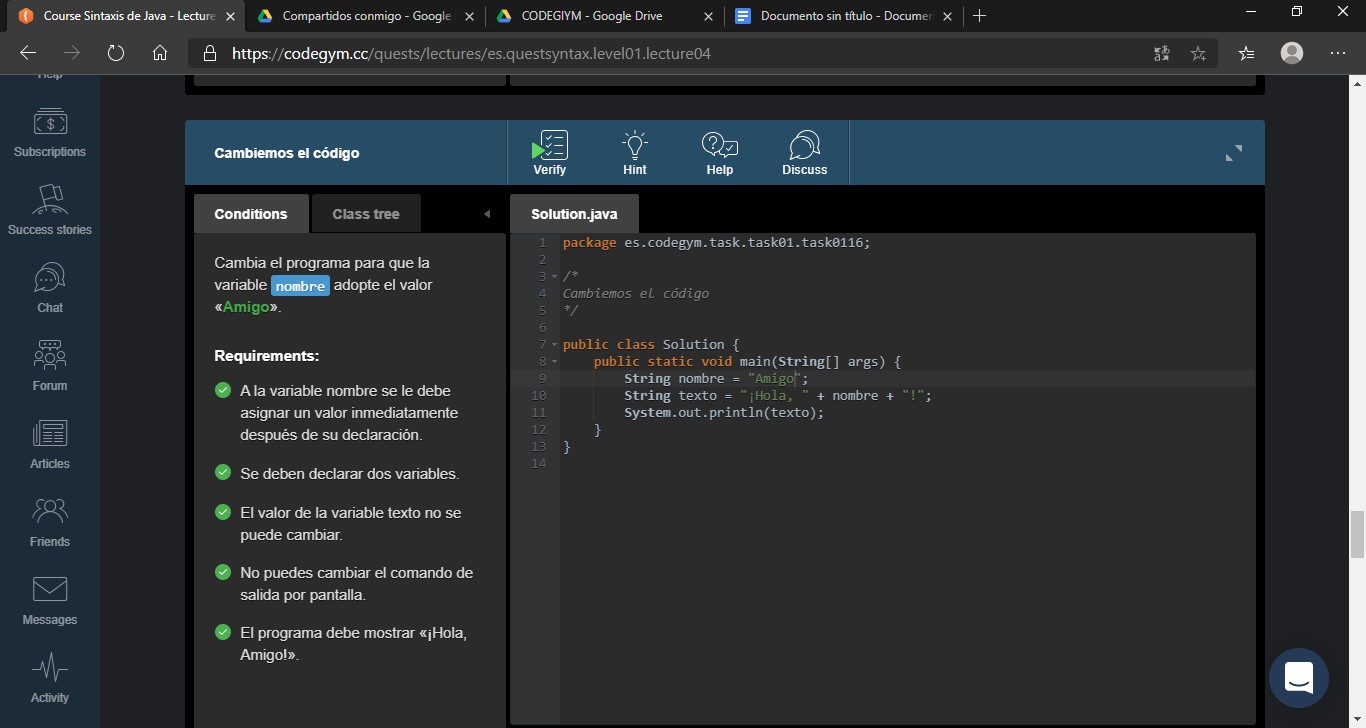 Course Sintaxis de Java - Lecture
Compartidos conmigo - Google
CODEGIYM - Google Drive
Documento sin título - Documen
https://codegym.cc/quests/lectures/es.questsyntax.level01.lecture04
Help
Subscriptions
Success stories
Chat
Forum
Articles
Friends
Messages
Activity
Cambiemos el código
Verify
Hint
Help
Discuss
Conditions
Class tree
Solution.java
Cambia el programa para que la
variable nombre adopte el valor
«Amigo».
Requirements:
A la variable nombre se le debe
asignar un valor inmediatamente
después de su declaración.
Se deben declarar dos variables.
El valor de la variable texto no se
puede cambiar.
No puedes cambiar el comando de
salida por pantalla.
El programa debe mostrar «¡Hola,
Amigo!».
1 package es.codegym.task.task01.task0116;
2
3 /*
4 Cambiemos el código
5 */
6
7 public class Solution {
8 public static void main(String[] args) {
9 String nombre = "Amigo";
10 String texto = "¡Hola, " + nombre + "!";
11 System.out.println(texto);
12 }
13 }
14